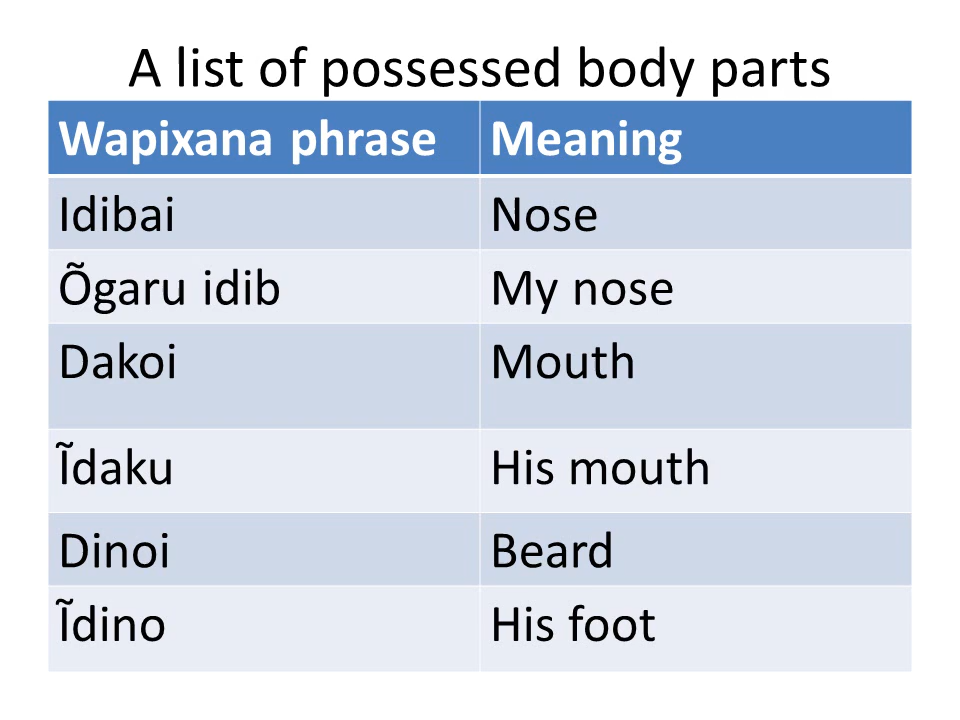 A list of possessed body parts
Wapixana phrase Meaning
Idibai Nose
Õgaru idib My nose
Dakoi Mouth
Ĩdaku His mouth
Dinoi Beard
Ĩdino His foot